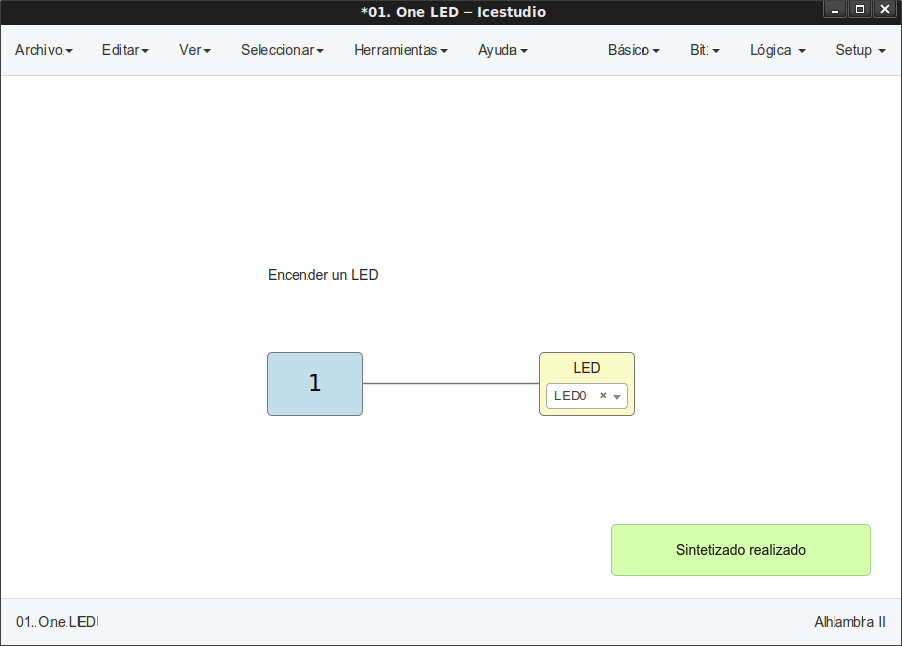 *01. One LED – Icestudio
Archivo Editar Ver Seleccionar Herramientas Ayuda Básico Bit Lógica Setup
Encender un LED
1
LED
LED0
Sintetizado realizado
01. One LED
Alhambra II